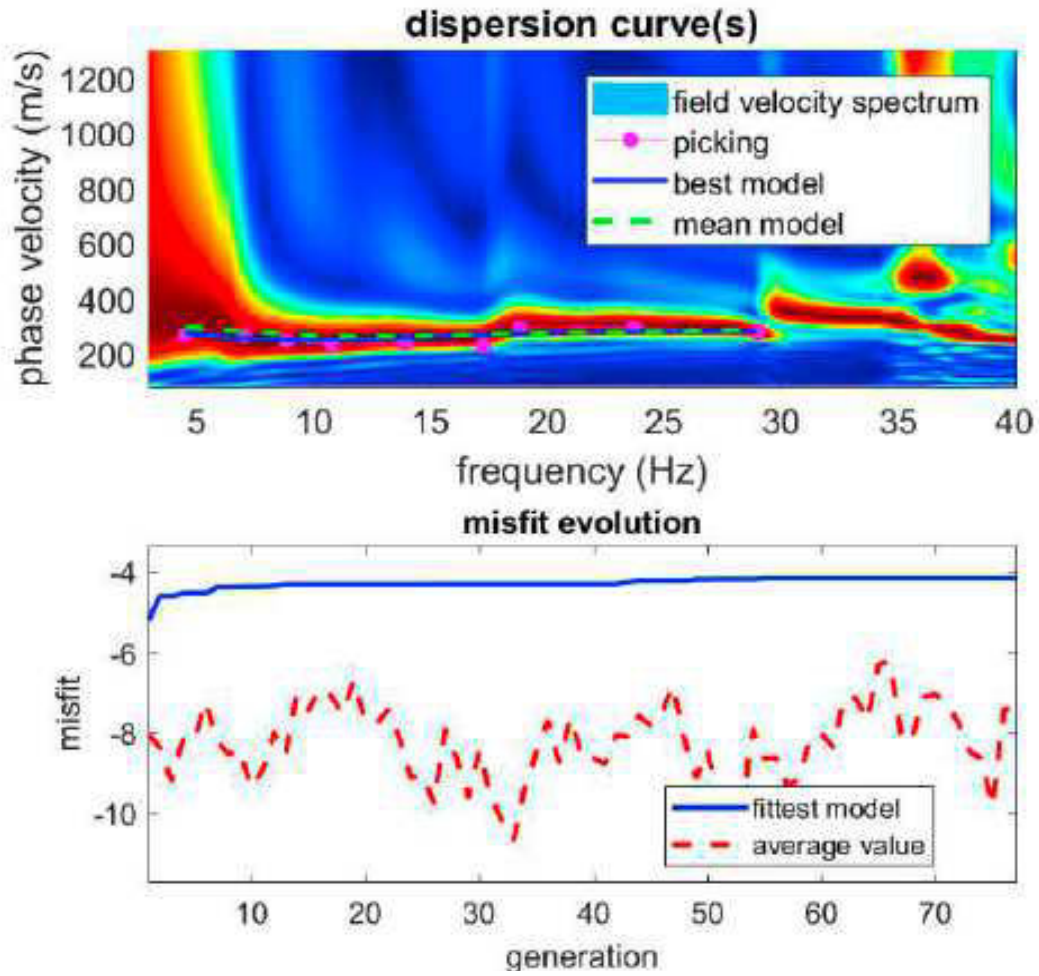 dispersion curve(s)
phase velocity (m/s)
1200
1000
800
600
400
200
field velocity spectrum
picking
best model
mean model
5 10 15 20 25 30 35 40
frequency (Hz)
misfit evolution
misfit
-4
-6
-8
-10
fittest model
average value
10 20 30 40 50 60 70
generation